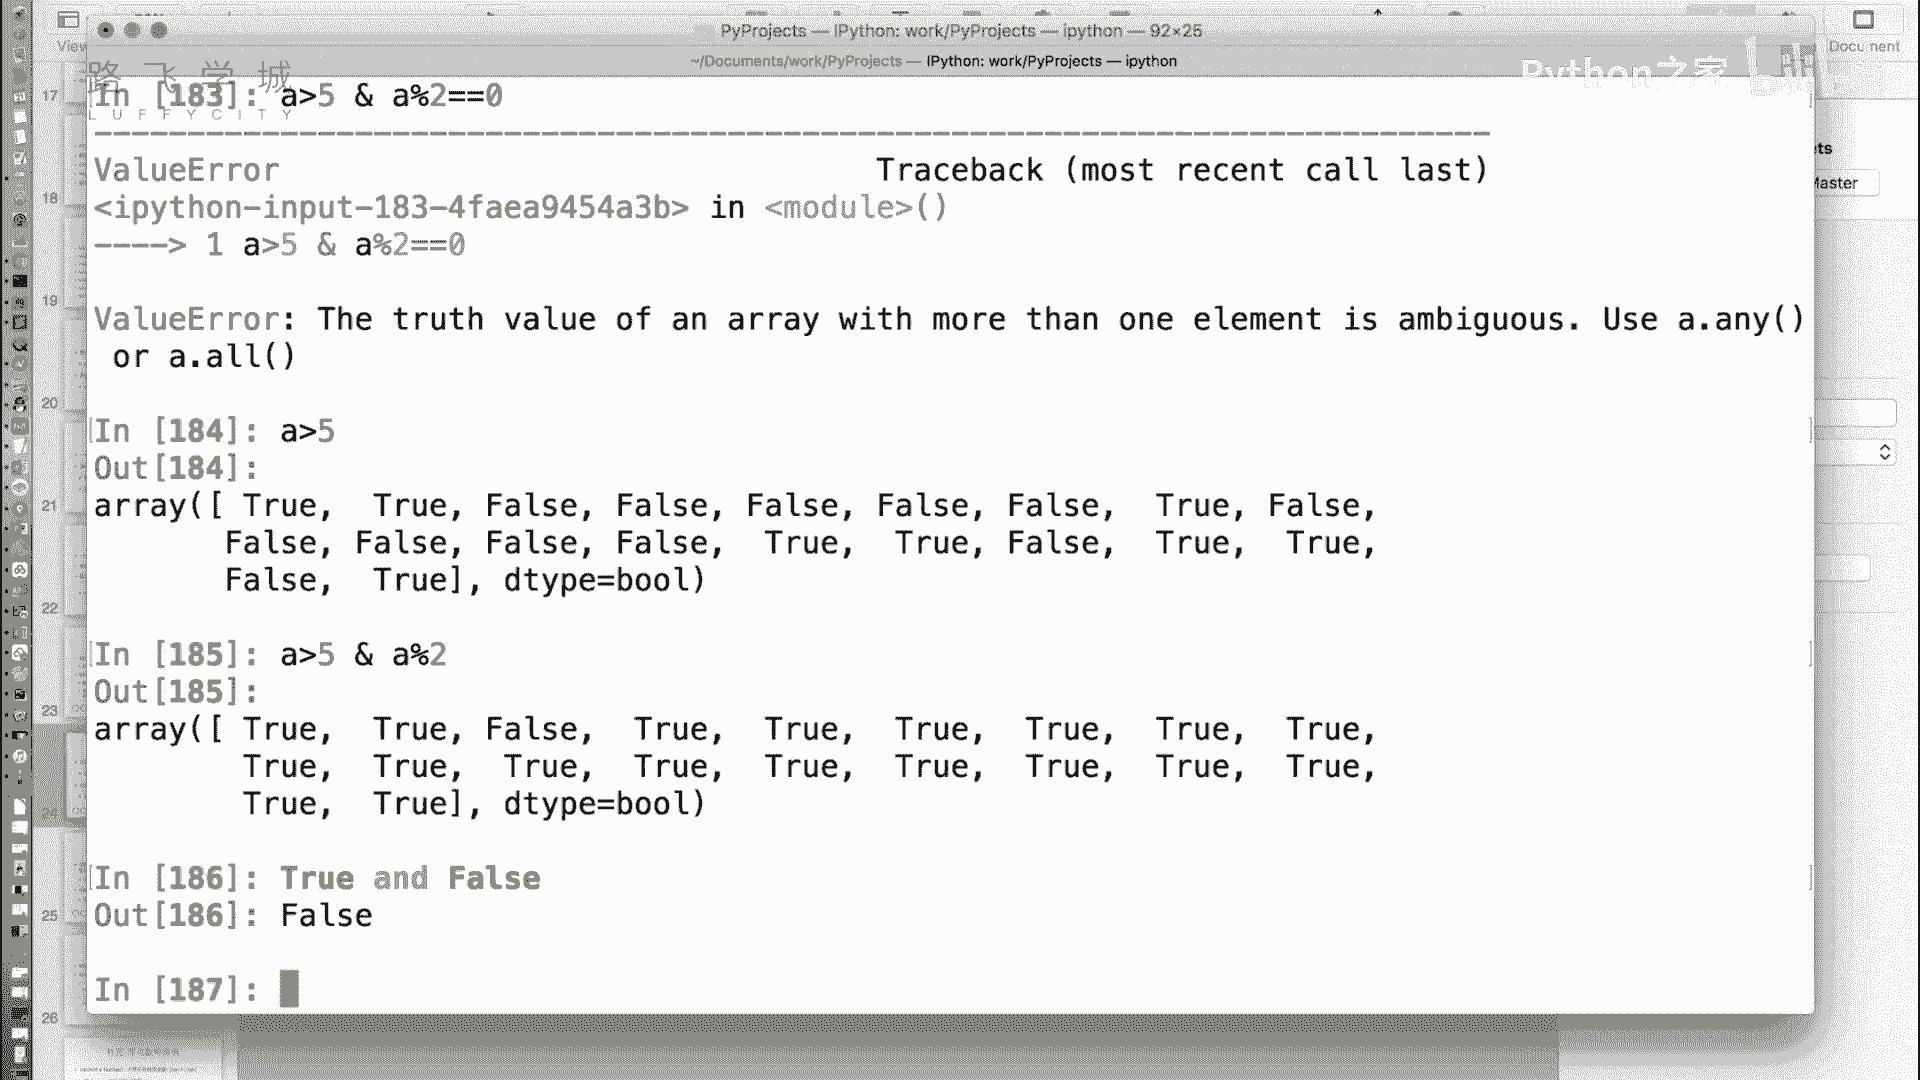 PyProjects — IPython: work/PyProjects — ipython — 92×25
~/Documents/work/PyProjects — IPython: work/PyProjects — ipython
View
Document
路飞学城
LUFFYCITY
Python之家
In [183]: a>5 & a%2==0
---------------------------------------------------------------------------
ValueError                                Traceback (most recent call last)
<ipython-input-183-4faea9454a3b> in <module>()
----> 1 a>5 & a%2==0
ValueError: The truth value of an array with more than one element is ambiguous. Use a.any()
 or a.all()
In [184]: a>5
Out[184]:
array([ True,  True, False, False, False, False, False,  True, False,
       False, False, False, False,  True,  True, False,  True,  True,
       False,  True], dtype=bool)
In [185]: a>5 & a%2
Out[185]:
array([ True,  True, False,  True,  True,  True,  True,  True,  True,
        True,  True,  True,  True,  True,  True,  True,  True,  True,
        True,  True], dtype=bool)
In [186]: True and False
Out[186]: False
In [187]:
17
18
19
20
21
22
23
24
25
26